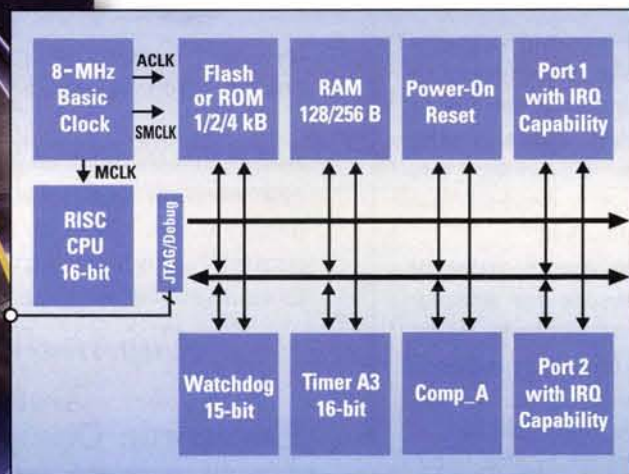 8-MHz
Basic
Clock
ACLK
SMCLK
MCLK
Flash
or ROM
1/2/4 kB
RAM
128/256 B
Power-On
Reset
Port 1
with IRQ
Capability
RISC
CPU
16-bit
JTAG/Debug
Watchdog
15-bit
Timer A3
16-bit
Comp_A
Port 2
with IRQ
Capability